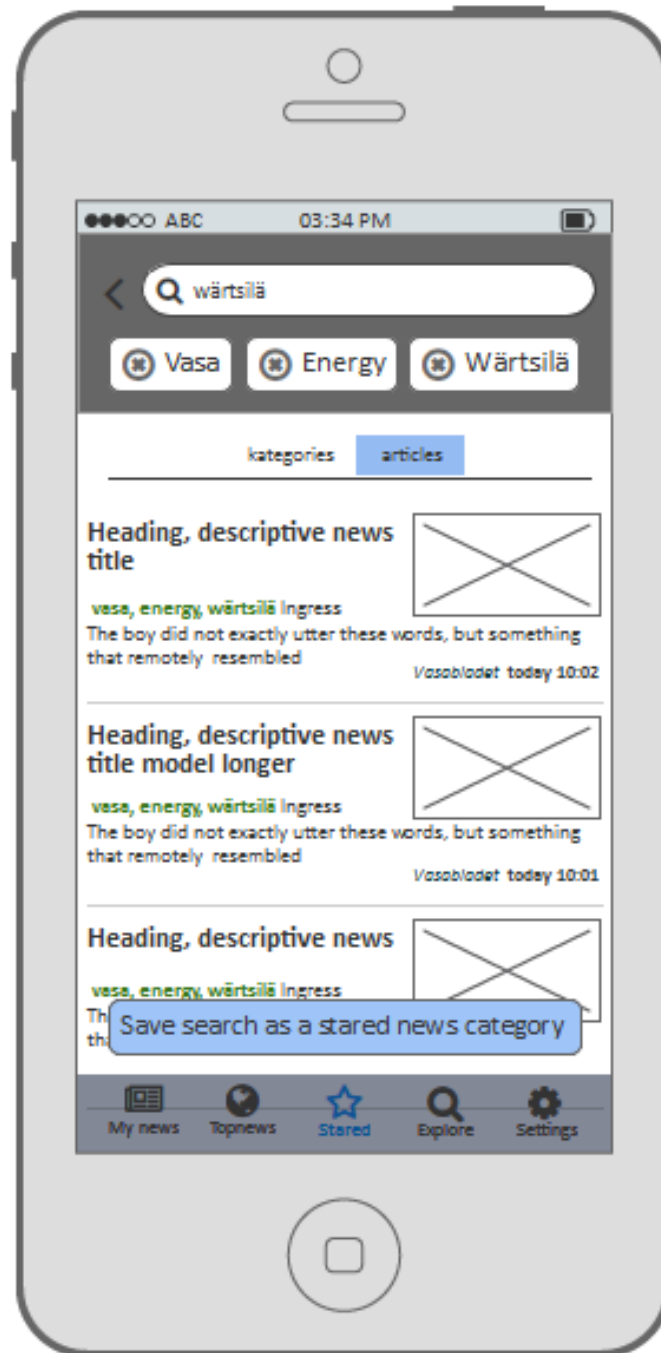 ABC 03:34 PM
wärtsilä
Vasa Energy Wärtsilä
kategories articles
Heading, descriptive news
title
vasa, energy, wärtsilä Ingress
The boy did not exactly utter these words, but something
that remotely resembled
Vasabladet today 10:02
Heading, descriptive news
title model longer
vasa, energy, wärtsilä Ingress
The boy did not exactly utter these words, but something
that remotely resembled
Vasabladet today 10:01
Heading, descriptive news
vasa, energy, wärtsilä Ingress
Save search as a stared news category
My news Topnews Stared Explore Settings